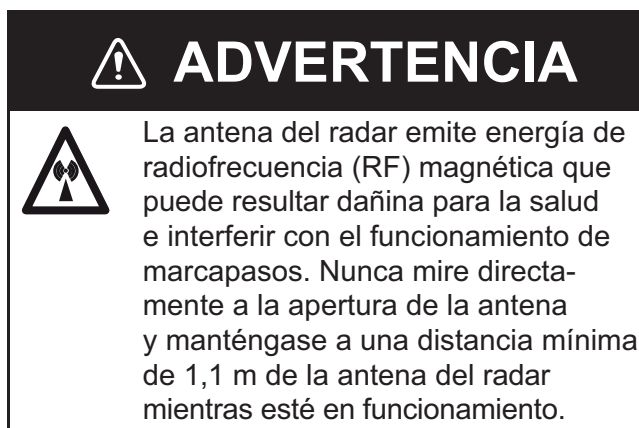 ADVERTENCIA
La antena del radar emite energía de
radiofrecuencia (RF) magnética que
puede resultar dañina para la salud
e interferir con el funcionamiento de
marcapasos. Nunca mire directa-
mente a la apertura de la antena
y manténgase a una distancia mínima
de 1,1 m de la antena del radar
mientras esté en funcionamiento.